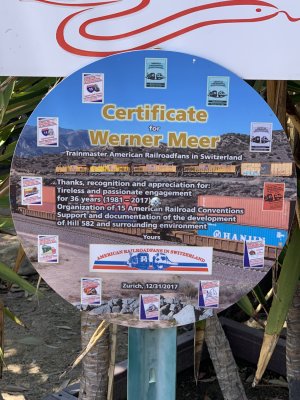 Certificate
for
Werner Meer
Trainmaster American Railroadfans in Switzerland
Thanks, recognition and appreciation for:
Tireless and passionate engagement
for 36 years (1981–2017)
Organization of 15 American Railroad Conventions
Support and documentation of the development
of Hill 582 and surrounding environment
HANJIN
Yours
AMERICAN RAILROADFANS IN SWITZERLAND
Zurich, 12/31/2017